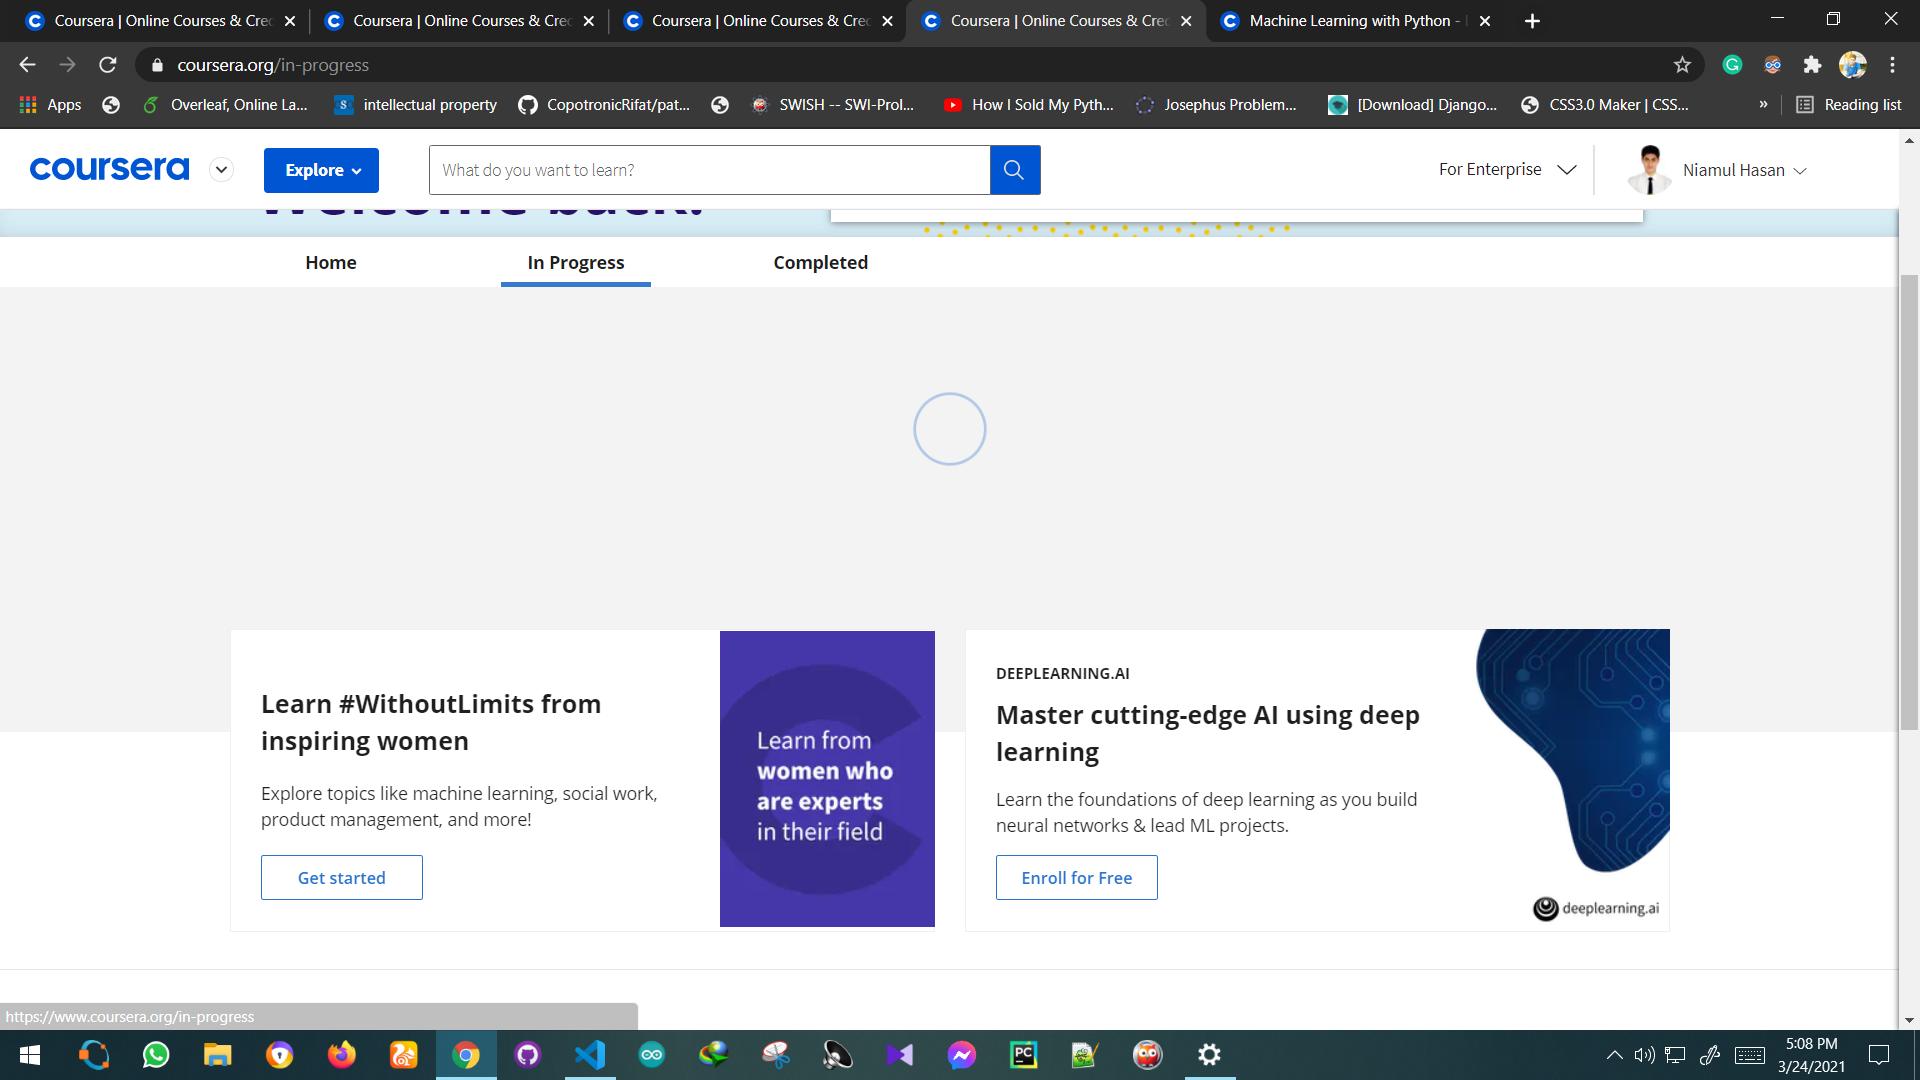 Coursera | Online Courses & Cre
Coursera | Online Courses & Cre
Coursera | Online Courses & Cre
Coursera | Online Courses & Cre
Machine Learning with Python -
coursera.org/in-progress
Apps
Overleaf, Online La...
intellectual property
CopotronicRifat/pat...
SWISH -- SWI-Prol...
How I Sold My Pyth...
Josephus Problem...
[Download] Django...
CSS3.0 Maker | CSS...
»
Reading list
coursera
Explore
What do you want to learn?
For Enterprise
Niamul Hasan
Welcome back!
Home
In Progress
Completed
Learn #WithoutLimits from
inspiring women
Explore topics like machine learning, social work,
product management, and more!
Get started
Learn from
women who
are experts
in their field
DEEPLEARNING.AI
Master cutting-edge AI using deep
learning
Learn the foundations of deep learning as you build
neural networks & lead ML projects.
Enroll for Free
deeplearning.ai
https://www.coursera.org/in-progress
PC
5:08 PM
3/24/2021